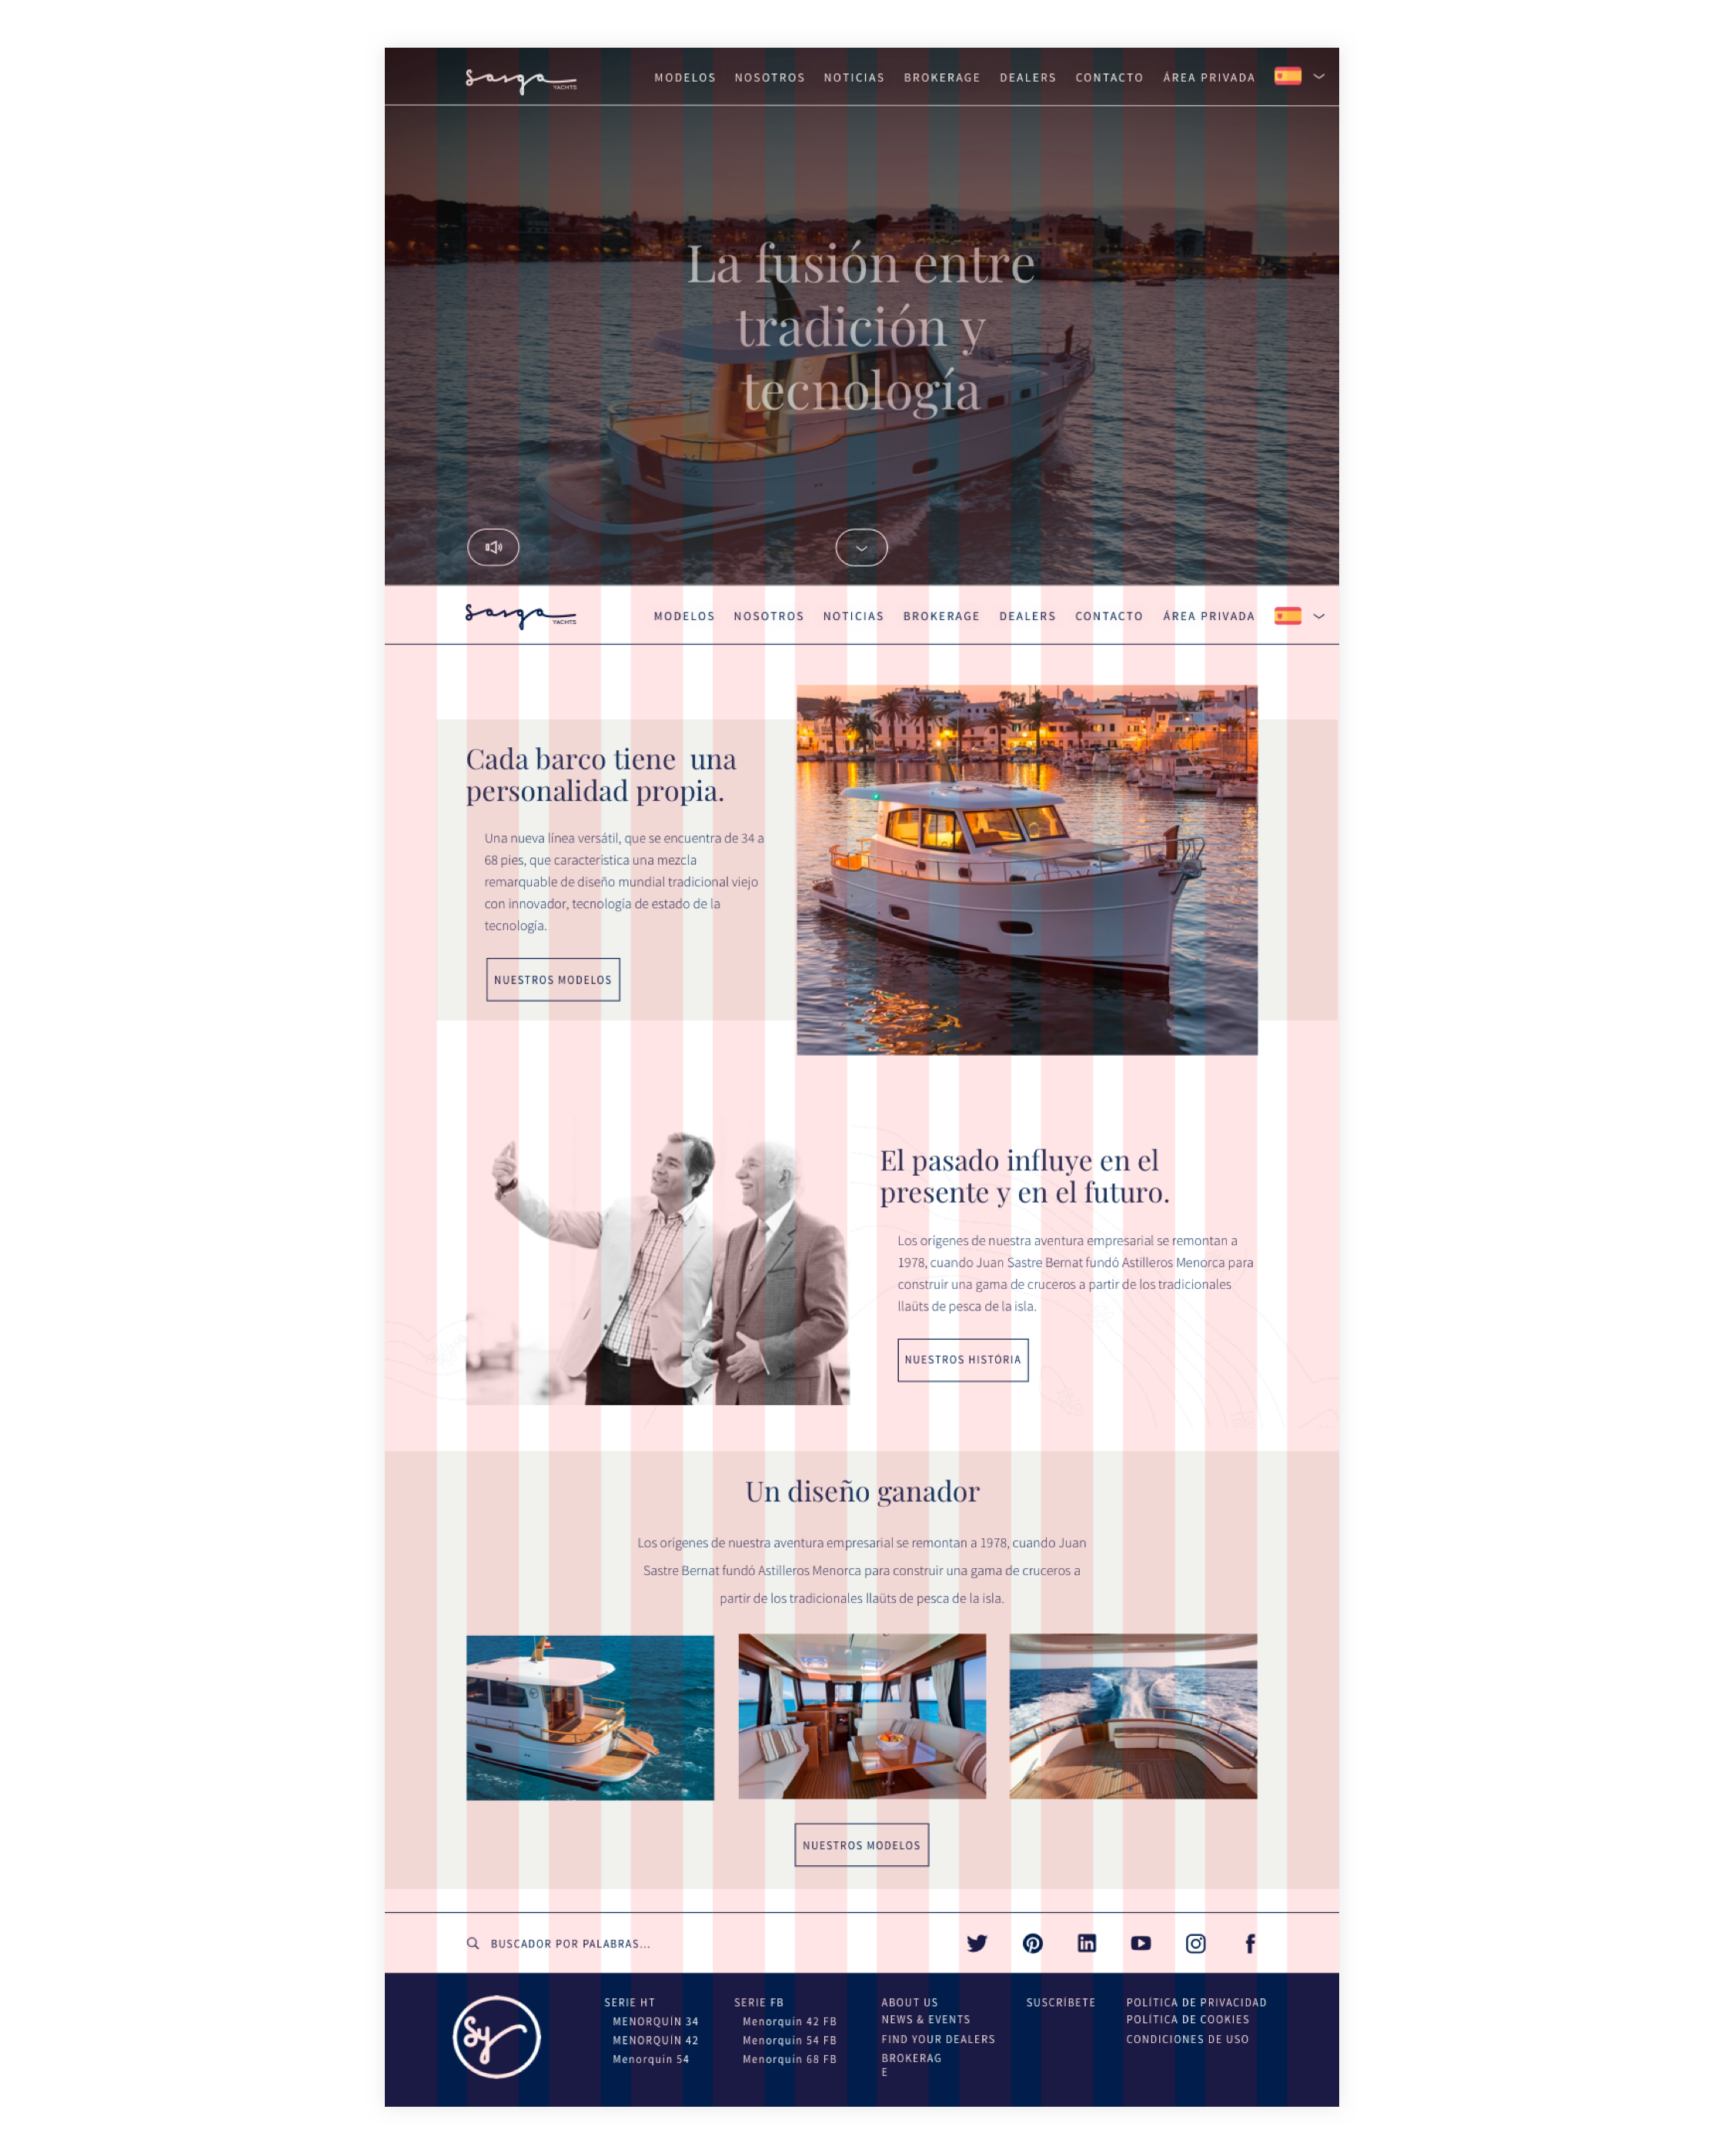 Sasga YACHTS
MODELOS NOSOTROS NOTICIAS BROKERAGE DEALERS CONTACTO ÁREA PRIVADA
La fusión entre
tradición y
tecnología
Sasga YACHTS
MODELOS NOSOTROS NOTICIAS BROKERAGE DEALERS CONTACTO ÁREA PRIVADA
Cada barco tiene una
personalidad propia.
Una nueva línea versátil, que se encuentra de 34 a
68 pies, que caracteristica una mezcla
remarquable de diseño mundial tradicional viejo
con innovador, tecnología de estado de la
tecnología.
NUESTROS MODELOS
El pasado influye en el
presente y en el futuro.
Los orígenes de nuestra aventura empresarial se remontan a
1978, cuando Juan Sastre Bernat fundó Astilleros Menorca para
construir una gama de cruceros a partir de los tradicionales
llaüts de pesca de la isla.
NUESTROS HISTÓRIA
Un diseño ganador
Los orígenes de nuestra aventura empresarial se remontan a 1978, cuando Juan
Sastre Bernat fundó Astilleros Menorca para construir una gama de cruceros a
partir de los tradicionales llaüts de pesca de la isla.
NUESTROS MODELOS
BUSCADOR POR PALABRAS...
Sy
SERIE HT
MENORQUÍN 34
MENORQUÍN 42
Menorquín 54
SERIE FB
Menorquín 42 FB
Menorquín 54 FB
Menorquín 68 FB
ABOUT US
NEWS & EVENTS
FIND YOUR DEALERS
BROKERAG
E
SUSCRÍBETE
POLÍTICA DE PRIVACIDAD
POLÍTICA DE COOKIES
CONDICIONES DE USO